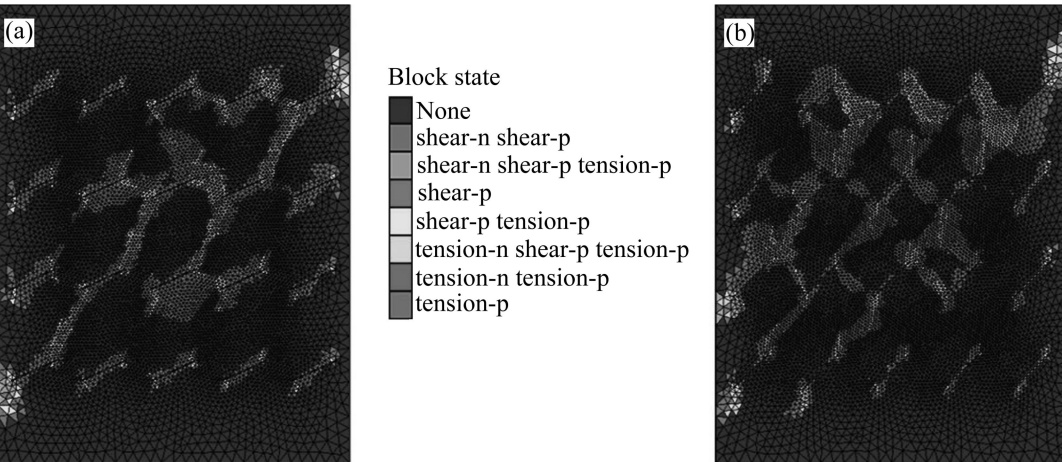 (a)
Block state
None
shear-n shear-p
shear-n shear-p tension-p
shear-p
shear-p tension-p
tension-n shear-p tension-p
tension-n tension-p
tension-p
(b)